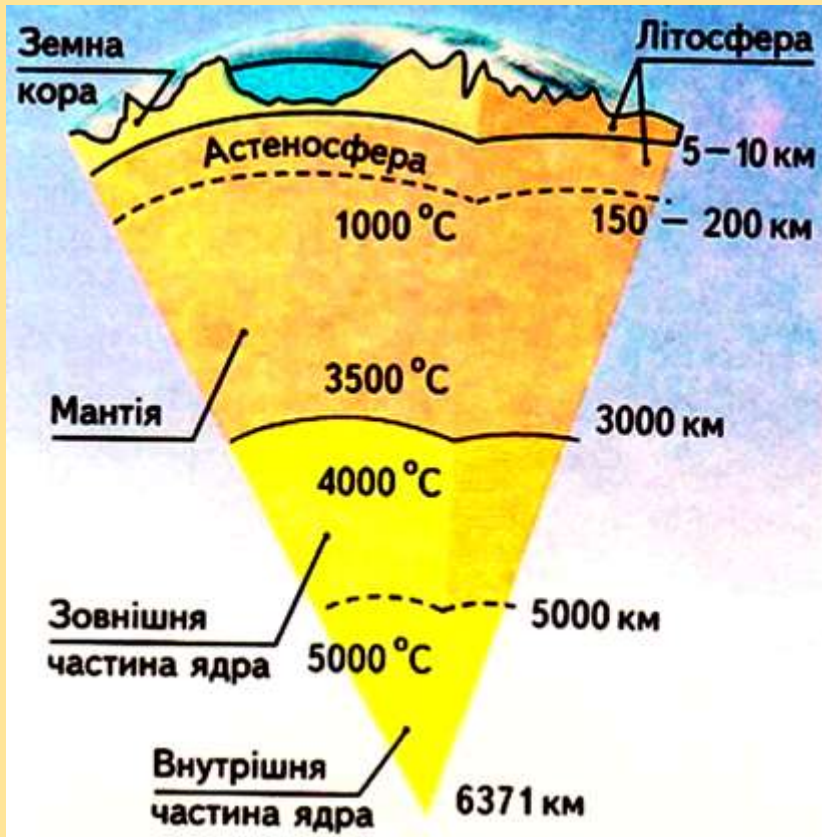 Земна
кора
Літосфера
Астеносфера
5–10 км
1000 °C
150 – 200 км
3500 °C
Мантія
3000 км
4000 °C
Зовнішня
частина ядра
5000 км
5000 °C
Внутрішня
частина ядра
6371 км